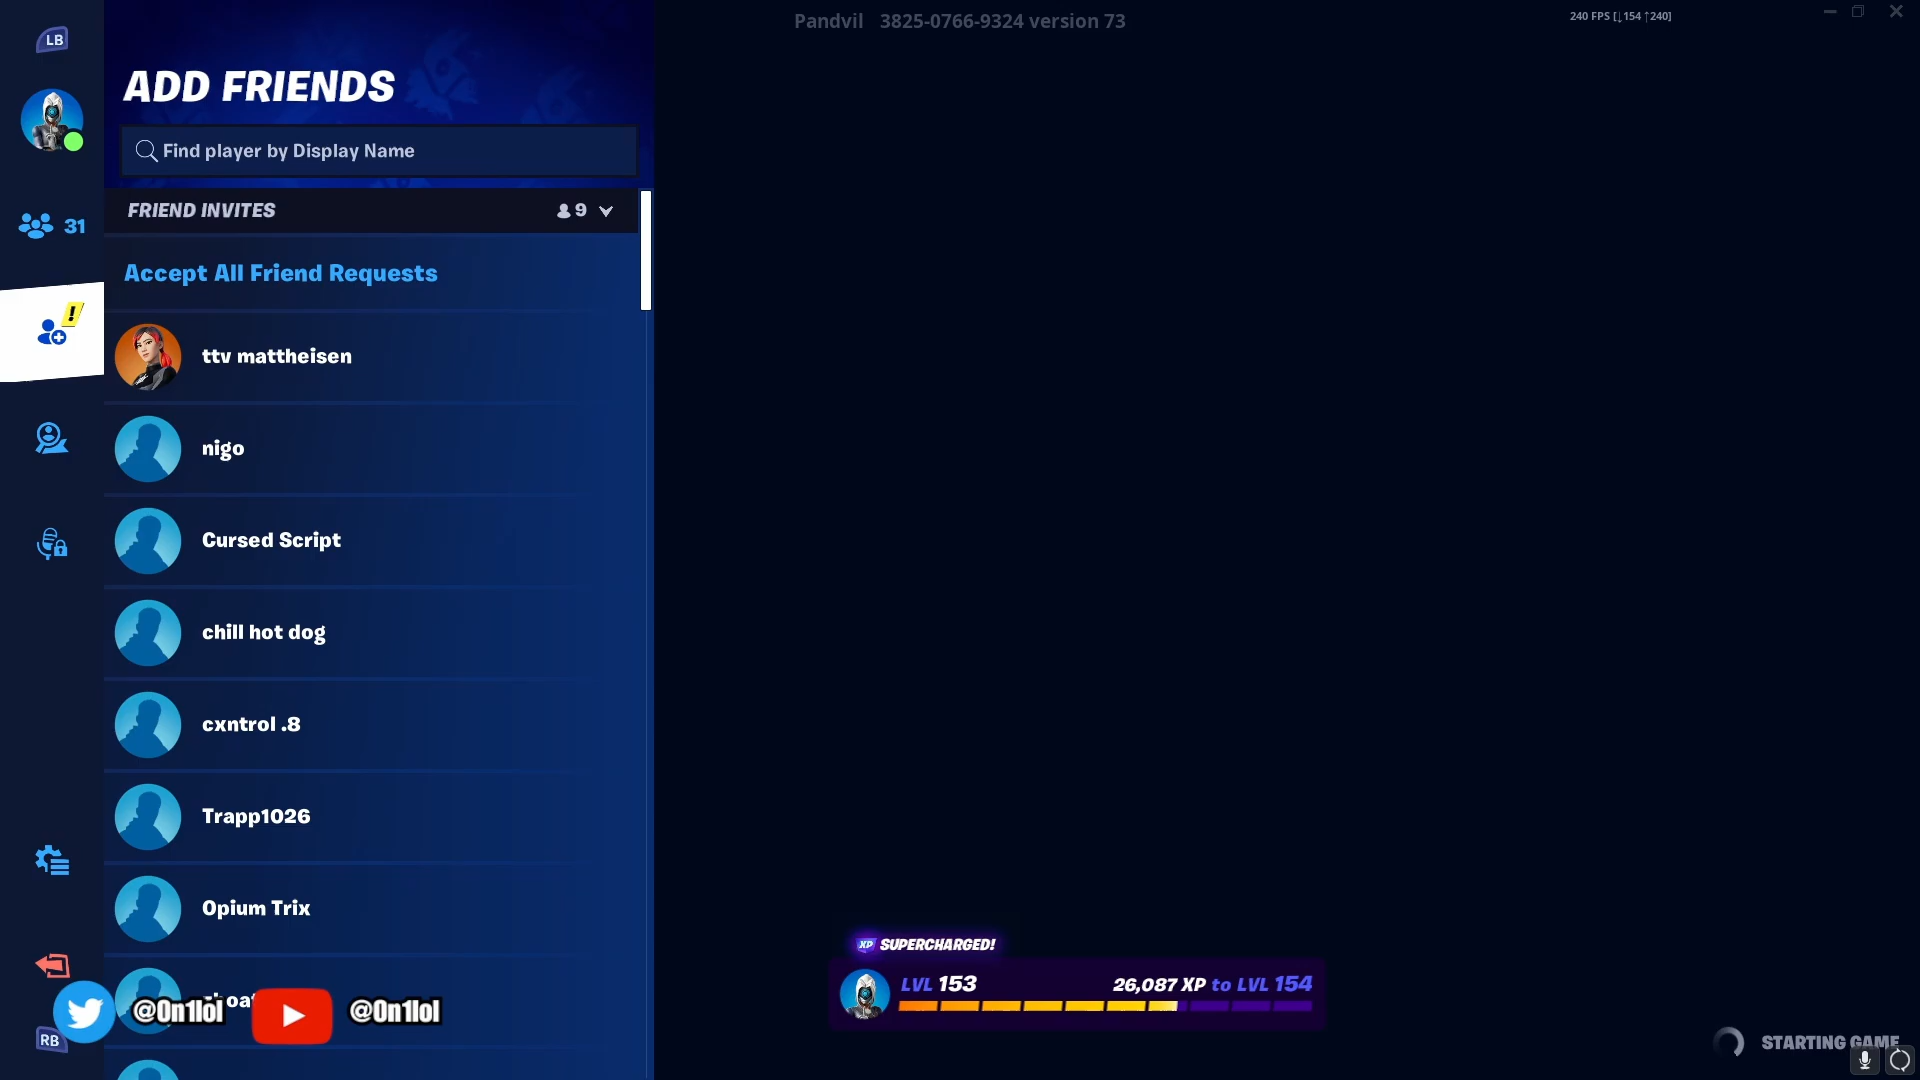 LB
Pandvil 3825-0766-9324 version 73
240 FPS [↓154 ↑240]
ADD FRIENDS
Find player by Display Name
FRIEND INVITES 9
31
Accept All Friend Requests
!
ttv mattheisen
nigo
Cursed Script
chill hot dog
cxntrol .8
Trapp1026
Opium Trix
XP SUPERCHARGED!
LVL 153 26,087 XP to LVL 154
@0n1lol @0n1lol
RB
STARTING GAME